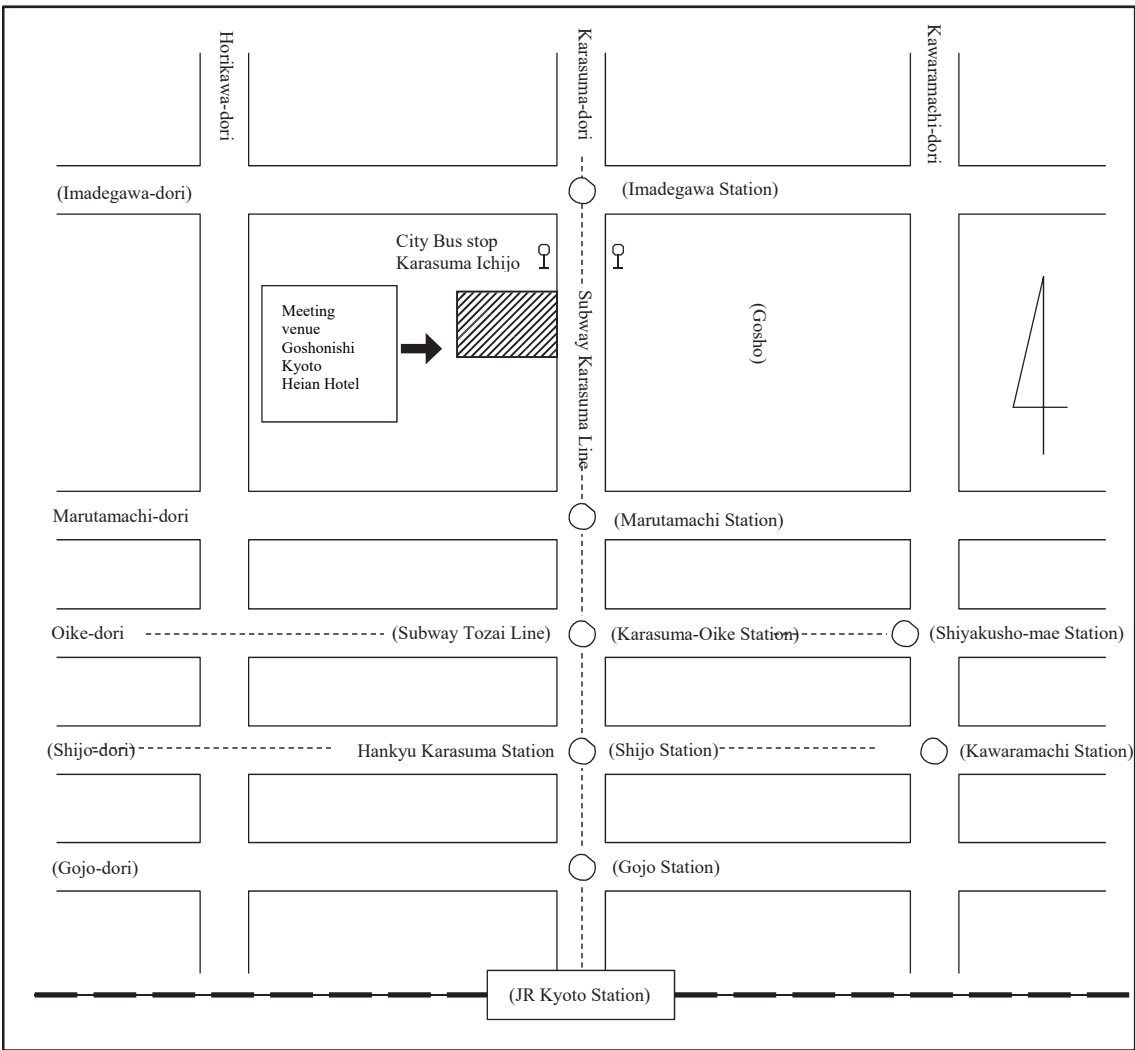 Horikawa-dori
Karasuma-dori
Kawaramachi-dori
(Imadegawa-dori)
(Imadegawa Station)
City Bus stop
Karasuma Ichijo
Meeting
venue
Goshonishi
Kyoto
Heian Hotel
Subway Karasuma Line
(Gosho)
Marutamachi-dori
(Marutamachi Station)
Oike-dori
(Subway Tozai Line)
(Karasuma-Oike Station)
(Shiyakusho-mae Station)
(Shijo-dori)
Hankyu Karasuma Station
(Shijo Station)
(Kawaramachi Station)
(Gojo-dori)
(Gojo Station)
(JR Kyoto Station)